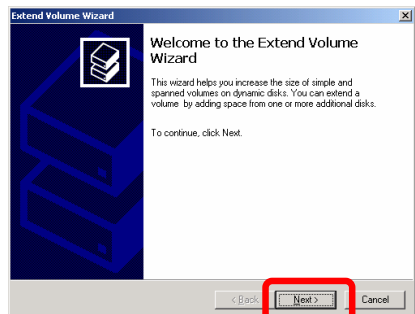 Extend Volume Wizard
Welcome to the Extend Volume
Wizard
This wizard helps you increase the size of simple and
spanned volumes on dynamic disks. You can extend a
volume by adding space from one or more additional disks.
To continue, click Next.
< Back
Next >
Cancel